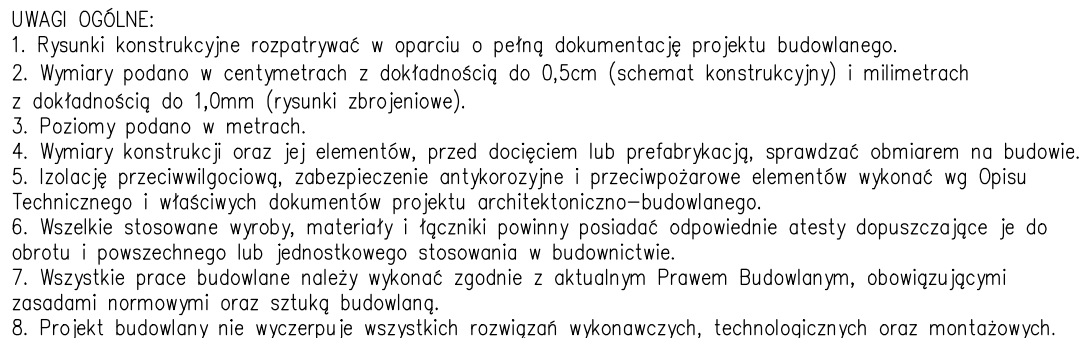 UWAGI OGÓLNE:
1. Rysunki konstrukcyjne rozpatrywać w oparciu o pełną dokumentację projektu budowlanego.
2. Wymiary podano w centymetrach z dokładnością do 0,5cm (schemat konstrukcyjny) i milimetrach
z dokładnością do 1,0mm (rysunki zbrojeniowe).
3. Poziomy podano w metrach.
4. Wymiary konstrukcji oraz jej elementów, przed docięciem lub prefabrykacją, sprawdzać obmiarem na budowie.
5. Izolację przeciwwilgociową, zabezpieczenie antykorozyjne i przeciwpożarowe elementów wykonać wg Opisu
Technicznego i właściwych dokumentów projektu architektoniczno-budowlanego.
6. Wszelkie stosowane wyroby, materiały i łączniki powinny posiadać odpowiednie atesty dopuszczające je do
obrotu i powszechnego lub jednostkowego stosowania w budownictwie.
7. Wszystkie prace budowlane należy wykonać zgodnie z aktualnym Prawem Budowlanym, obowiązującymi
zasadami normowymi oraz sztuką budowlaną.
8. Projekt budowlany nie wyczerpuje wszystkich rozwiązań wykonawczych, technologicznych oraz montażowych.